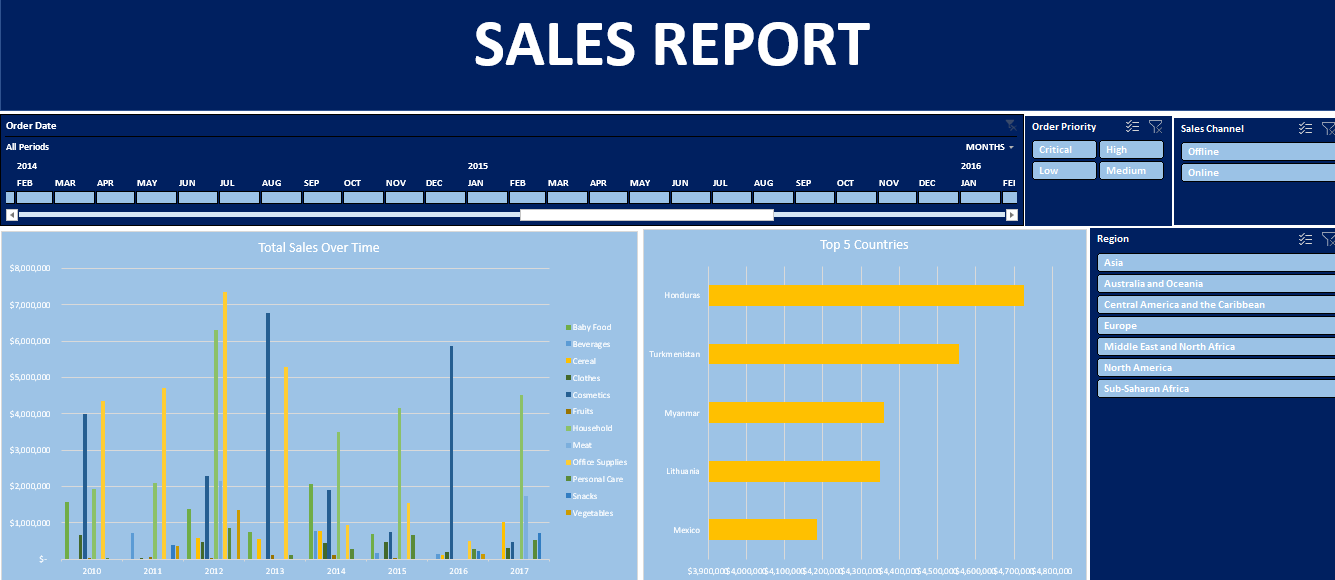 SALES REPORT
Order Date
All Periods
MONTHS
2014 2015 2016
FEB MAR APR MAY JUN JUL AUG SEP OCT NOV DEC JAN FEB MAR APR MAY JUN JUL AUG SEP OCT NOV DEC JAN FEI
Order Priority
Critical High
Low Medium
Sales Channel
Offline
Online
Total Sales Over Time
$8,000,000
$7,000,000
$6,000,000
$5,000,000
$4,000,000
$3,000,000
$2,000,000
$1,000,000
$-
2010 2011 2012 2013 2014 2015 2016 2017
Baby Food
Beverages
Cereal
Clothes
Cosmetics
Fruits
Household
Meat
Office Supplies
Personal Care
Snacks
Vegetables
Top 5 Countries
Honduras
Turkmenistan
Myanmar
Lithuania
Mexico
$3,900,000 $4,000,000 $4,100,000 $4,200,000 $4,300,000 $4,400,000 $4,500,000 $4,600,000 $4,700,000 $4,800,000
Region
Asia
Australia and Oceania
Central America and the Caribbean
Europe
Middle East and North Africa
North America
Sub-Saharan Africa